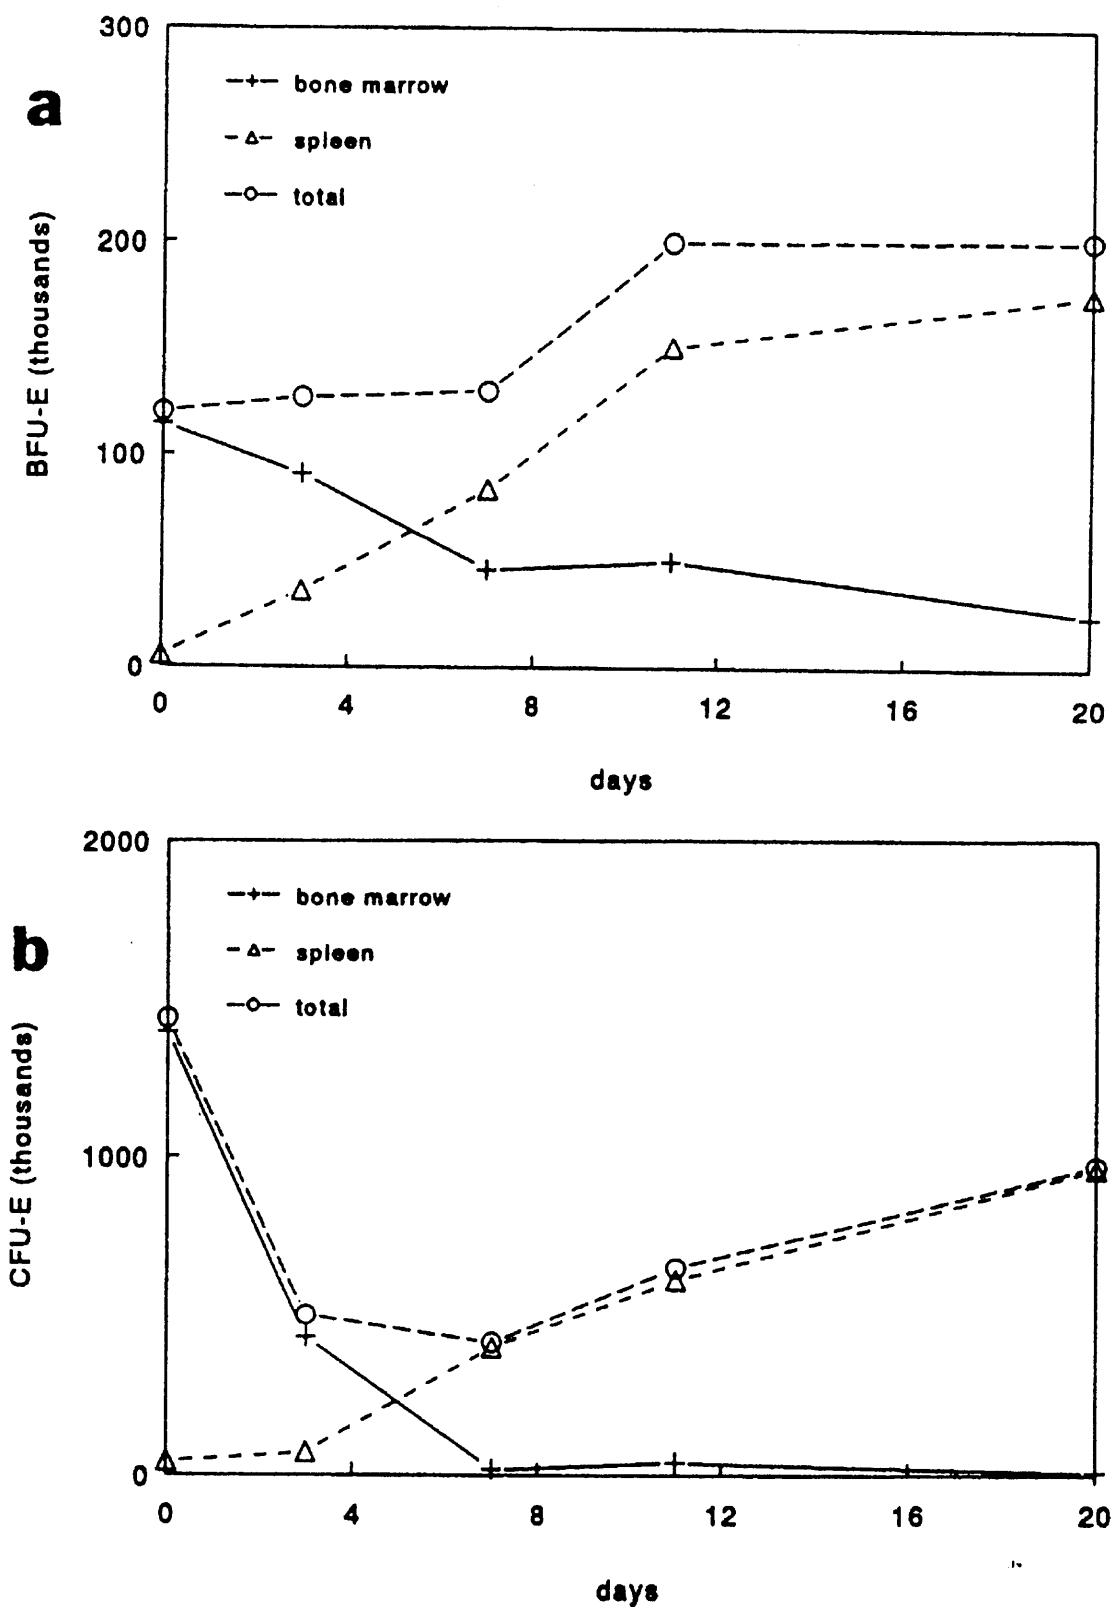 a
300
200
100
0
BFU-E (thousands)
bone marrow
spleen
total
0 4 8 12 16 20
days
b
2000
1000
0
CFU-E (thousands)
bone marrow
spleen
total
0 4 8 12 16 20
days